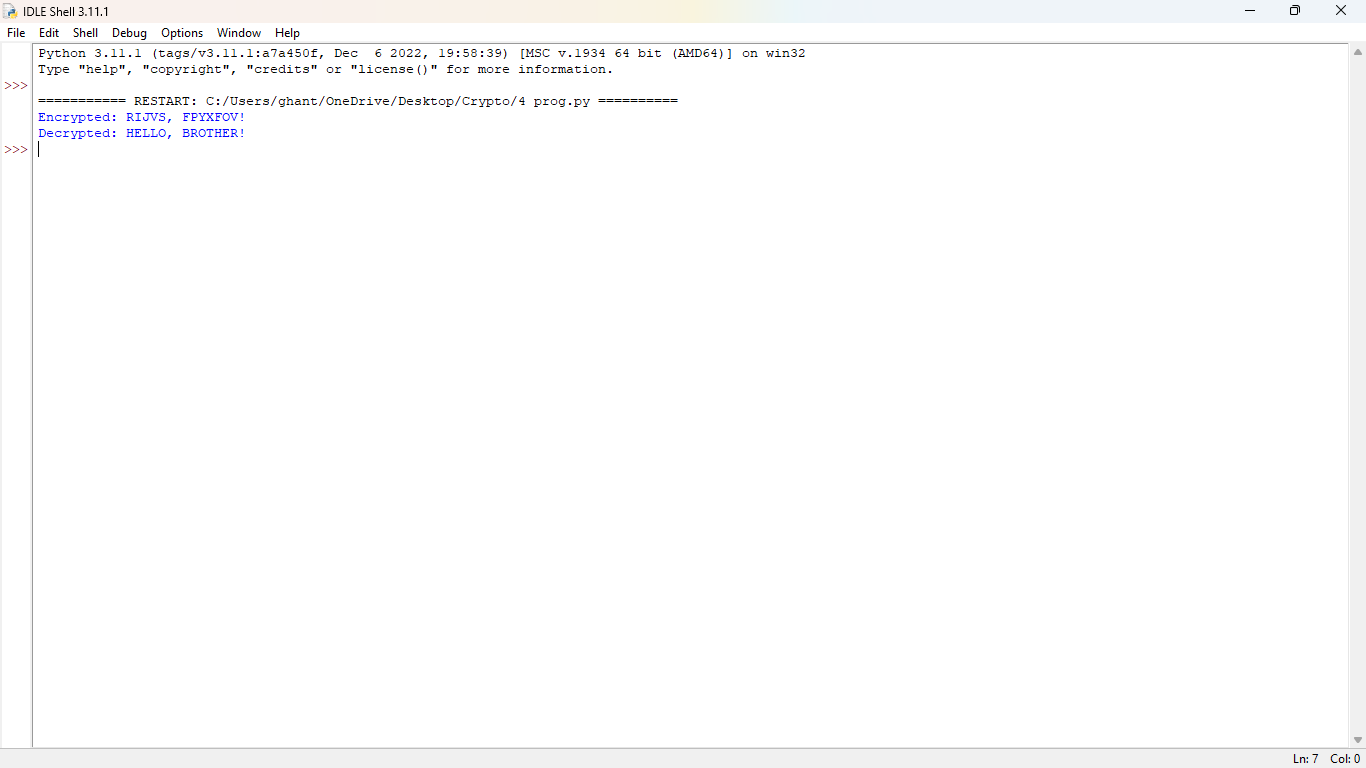 IDLE Shell 3.11.1
File Edit Shell Debug Options Window Help
Python 3.11.1 (tags/v3.11.1:a7a450f, Dec  6 2022, 19:58:39) [MSC v.1934 64 bit (AMD64)] on win32
Type "help", "copyright", "credits" or "license()" for more information.
>>>
=========== RESTART: C:/Users/ghant/OneDrive/Desktop/Crypto/4 prog.py ==========
Encrypted: RIJVS, FPYXFOV!
Decrypted: HELLO, BROTHER!
>>>
Ln: 7 Col: 0